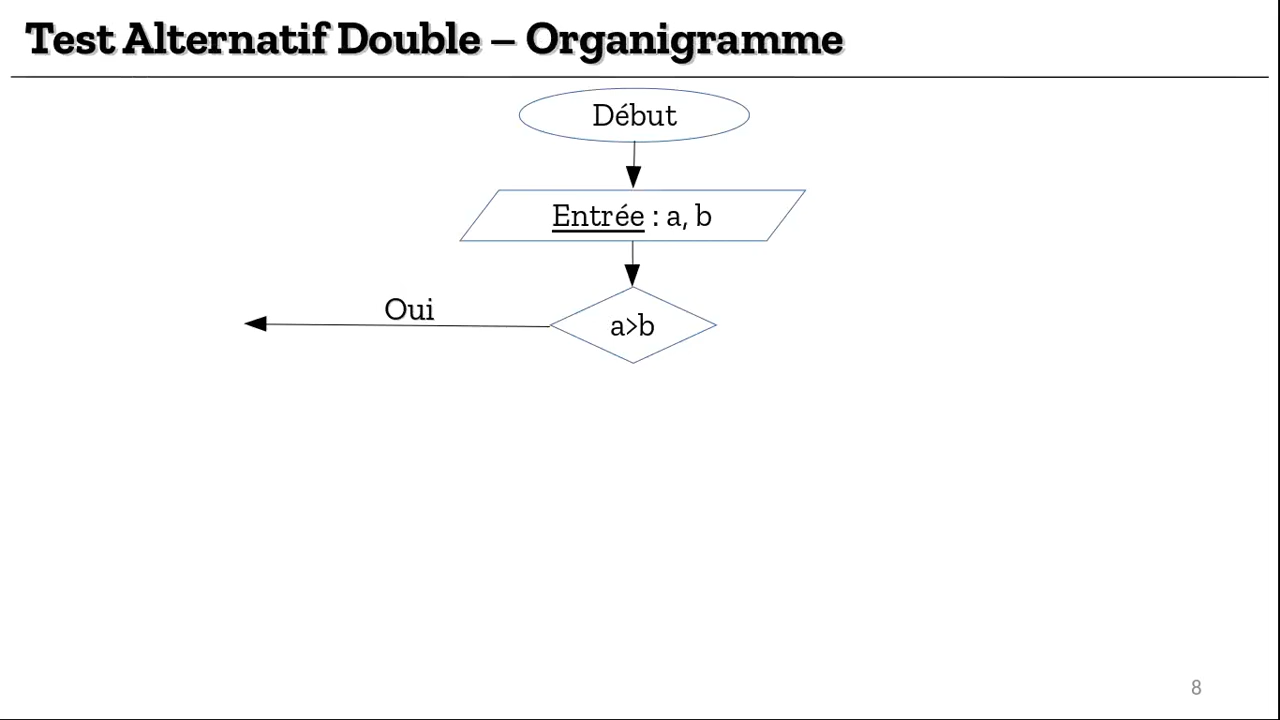 Test Alternatif Double – Organigramme
Début
Entrée : a, b
Oui
a>b
8